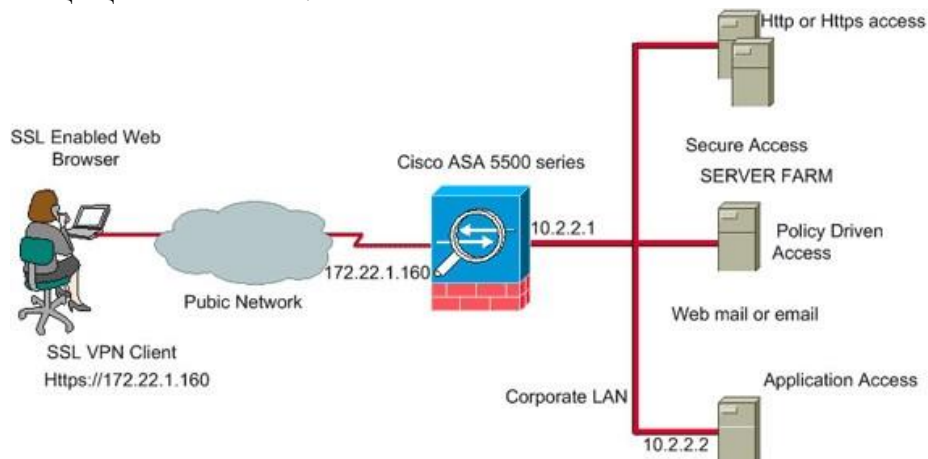 Http or Https access
SSL Enabled Web
Browser
Cisco ASA 5500 series
Secure Access
SERVER FARM
10.2.2.1
Policy Driven
Access
172.22.1.160
Pubic Network
Web mail or email
SSL VPN Client
Https://172.22.1.160
Application Access
Corporate LAN
10.2.2.2